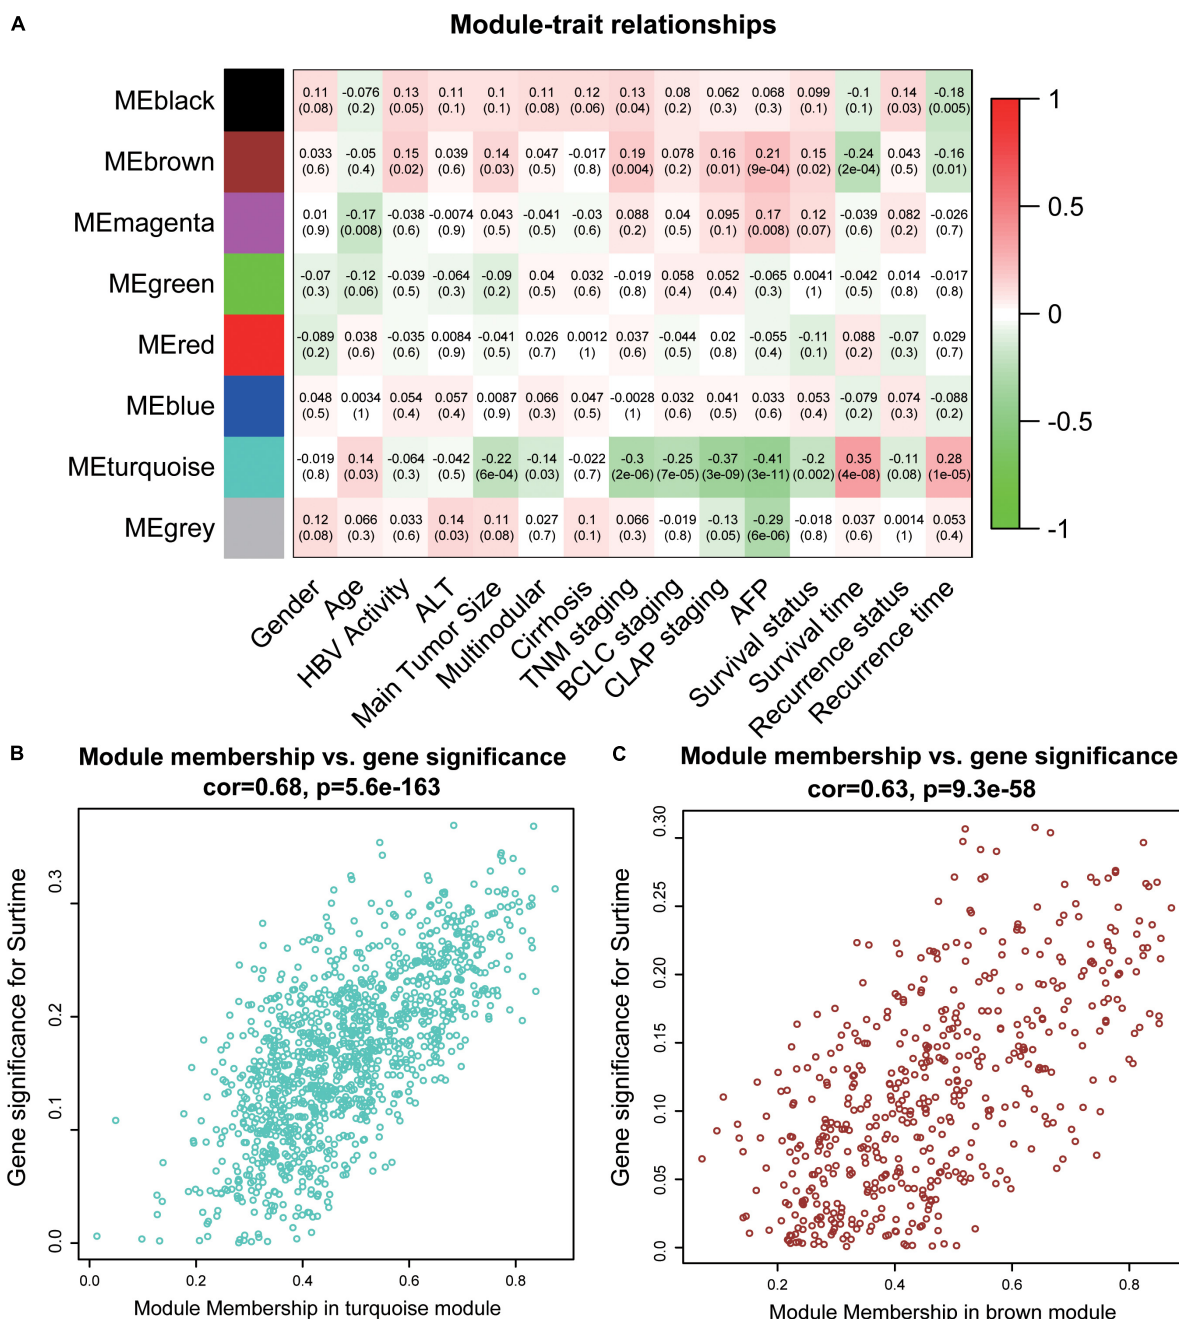 A
Module-trait relationships
MEblack 0.11 -0.076 0.13 0.11 0.1 0.11 0.12 0.13 0.08 0.062 0.068 0.099 -0.1 0.14 -0.18
(0.08) (0.2) (0.05) (0.1) (0.1) (0.08) (0.06) (0.04) (0.2) (0.3) (0.3) (0.1) (0.1) (0.03) (0.005)
MEbrown 0.033 -0.05 0.15 0.039 0.14 0.047 -0.017 0.19 0.078 0.16 0.21 0.15 -0.24 0.043 -0.16
(0.6) (0.4) (0.02) (0.6) (0.03) (0.5) (0.8) (0.004) (0.2) (0.01) (9e-04) (0.02) (2e-04) (0.5) (0.01)
MEmagenta 0.01 -0.17 -0.038 -0.0074 0.043 -0.041 -0.03 0.088 0.04 0.095 0.17 0.12 -0.039 0.082 -0.026
(0.9) (0.008) (0.6) (0.9) (0.5) (0.5) (0.6) (0.2) (0.5) (0.1) (0.008) (0.07) (0.6) (0.2) (0.7)
MEgreen -0.07 -0.12 -0.039 -0.064 -0.09 0.04 0.032 -0.019 0.058 0.052 -0.065 0.0041 -0.042 0.014 -0.017
(0.3) (0.06) (0.5) (0.3) (0.2) (0.5) (0.6) (0.8) (0.4) (0.4) (0.3) (1) (0.5) (0.8) (0.8)
MEred -0.089 0.038 -0.035 0.0084 -0.041 0.026 0.0012 0.037 -0.044 0.02 -0.055 -0.11 0.088 -0.07 0.029
(0.2) (0.6) (0.6) (0.9) (0.5) (0.7) (1) (0.6) (0.5) (0.8) (0.4) (0.1) (0.2) (0.3) (0.7)
MEblue 0.048 0.0034 0.054 0.057 0.0087 0.066 0.047 -0.0028 0.032 0.041 0.033 0.053 -0.079 0.074 -0.088
(0.5) (1) (0.4) (0.4) (0.9) (0.3) (0.5) (1) (0.6) (0.5) (0.6) (0.4) (0.2) (0.3) (0.2)
MEturquoise -0.019 0.14 -0.064 -0.042 -0.22 -0.14 -0.022 -0.3 -0.25 -0.37 -0.41 -0.2 0.35 -0.11 0.28
(0.8) (0.03) (0.3) (0.5) (6e-04) (0.03) (0.7) (2e-06) (7e-05) (3e-09) (3e-11) (0.002) (4e-08) (0.08) (1e-05)
MEgrey 0.12 0.066 0.033 0.14 0.11 0.027 0.1 0.066 -0.019 -0.13 -0.29 -0.018 0.037 0.0014 0.053
(0.08) (0.3) (0.6) (0.03) (0.08) (0.7) (0.1) (0.3) (0.8) (0.05) (6e-06) (0.8) (0.6) (1) (0.4)
1
0.5
0
-0.5
-1
Gender
Age
HBV Activity
ALT
Main Tumor Size
Multinodular
Cirrhosis
TNM staging
BCLC staging
CLAP staging
AFP
Survival status
Survival time
Recurrence status
Recurrence time
B
Module membership vs. gene significance
cor=0.68, p=5.6e-163
Gene significance for Surtime
0.3
0.2
0.1
0.0
0.0 0.2 0.4 0.6 0.8
Module Membership in turquoise module
C
Module membership vs. gene significance
cor=0.63, p=9.3e-58
Gene significance for Surtime
0.30
0.25
0.20
0.15
0.10
0.05
0.0
0.2 0.4 0.6 0.8
Module Membership in brown module